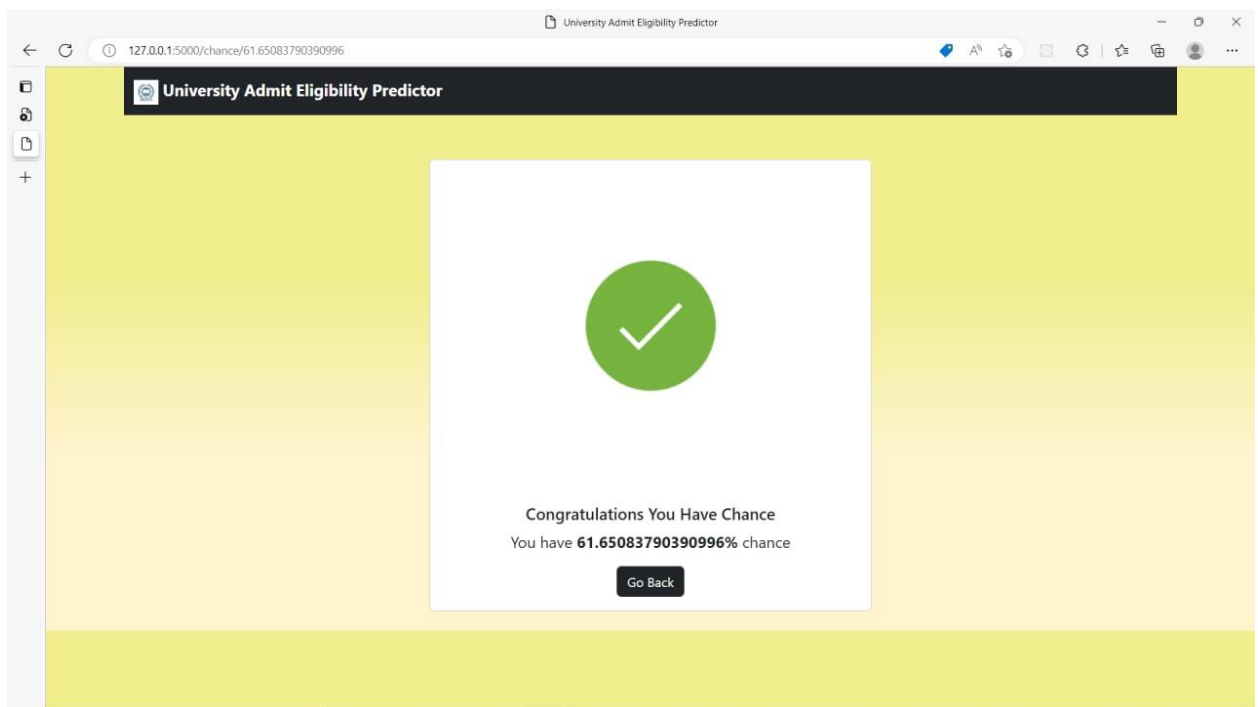 University Admit Eligibility Predictor
127.0.0.1:5000/chance/61.65083790390996
University Admit Eligibility Predictor
Congratulations You Have Chance
You have 61.65083790390996% chance
Go Back